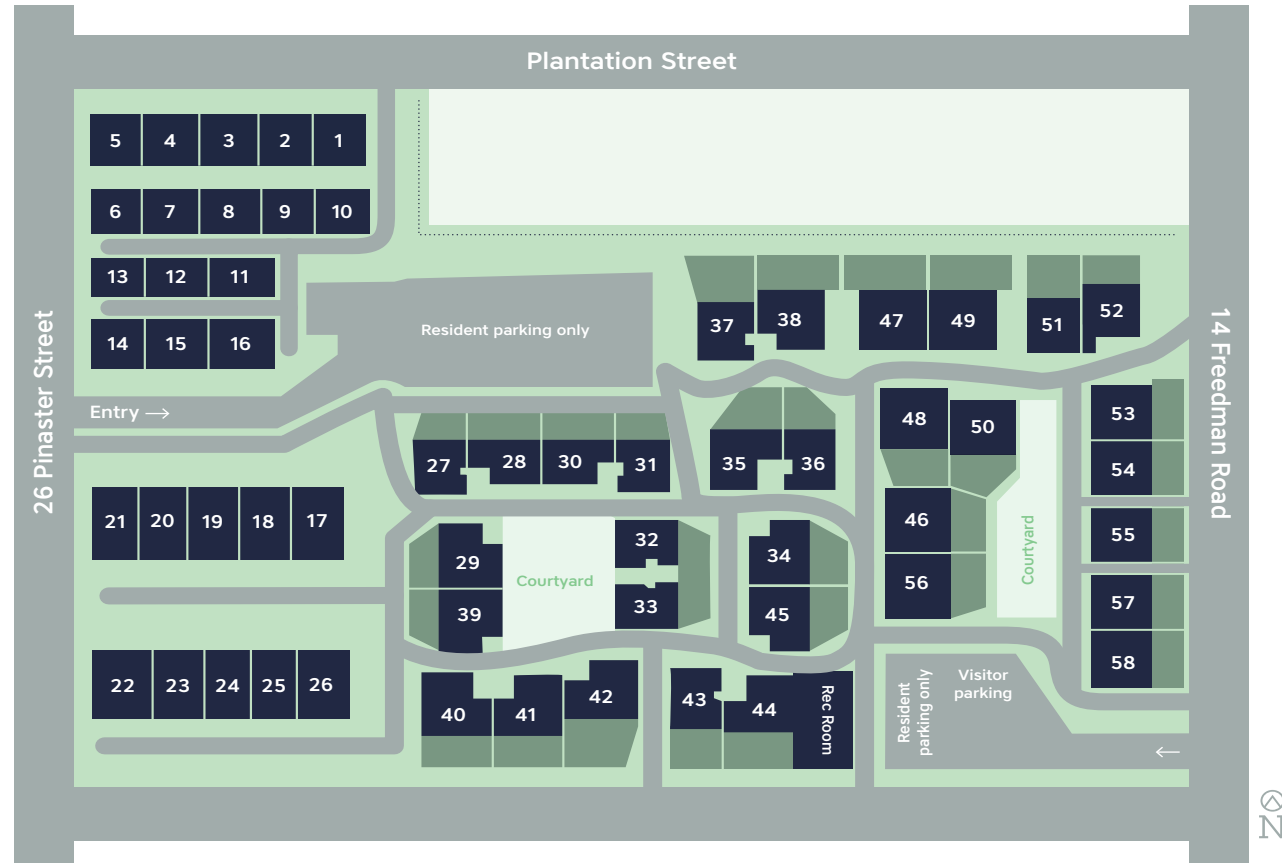 Plantation Street
5 4 3 2 1
6 7 8 9 10
13 12 11
14 15 16
Resident parking only
37 38 47 49 51 52
26 Pinaster Street
14 Freedman Road
Entry →
48 50 53
27 28 30 31 35 36 54
21 20 19 18 17
46 55
32 34
29
Courtyard
Courtyard
33
39 45 56 57
58
22 23 24 25 26
42
40 41 43 44
Rec Room
Resident
parking only
Visitor
parking
←
N